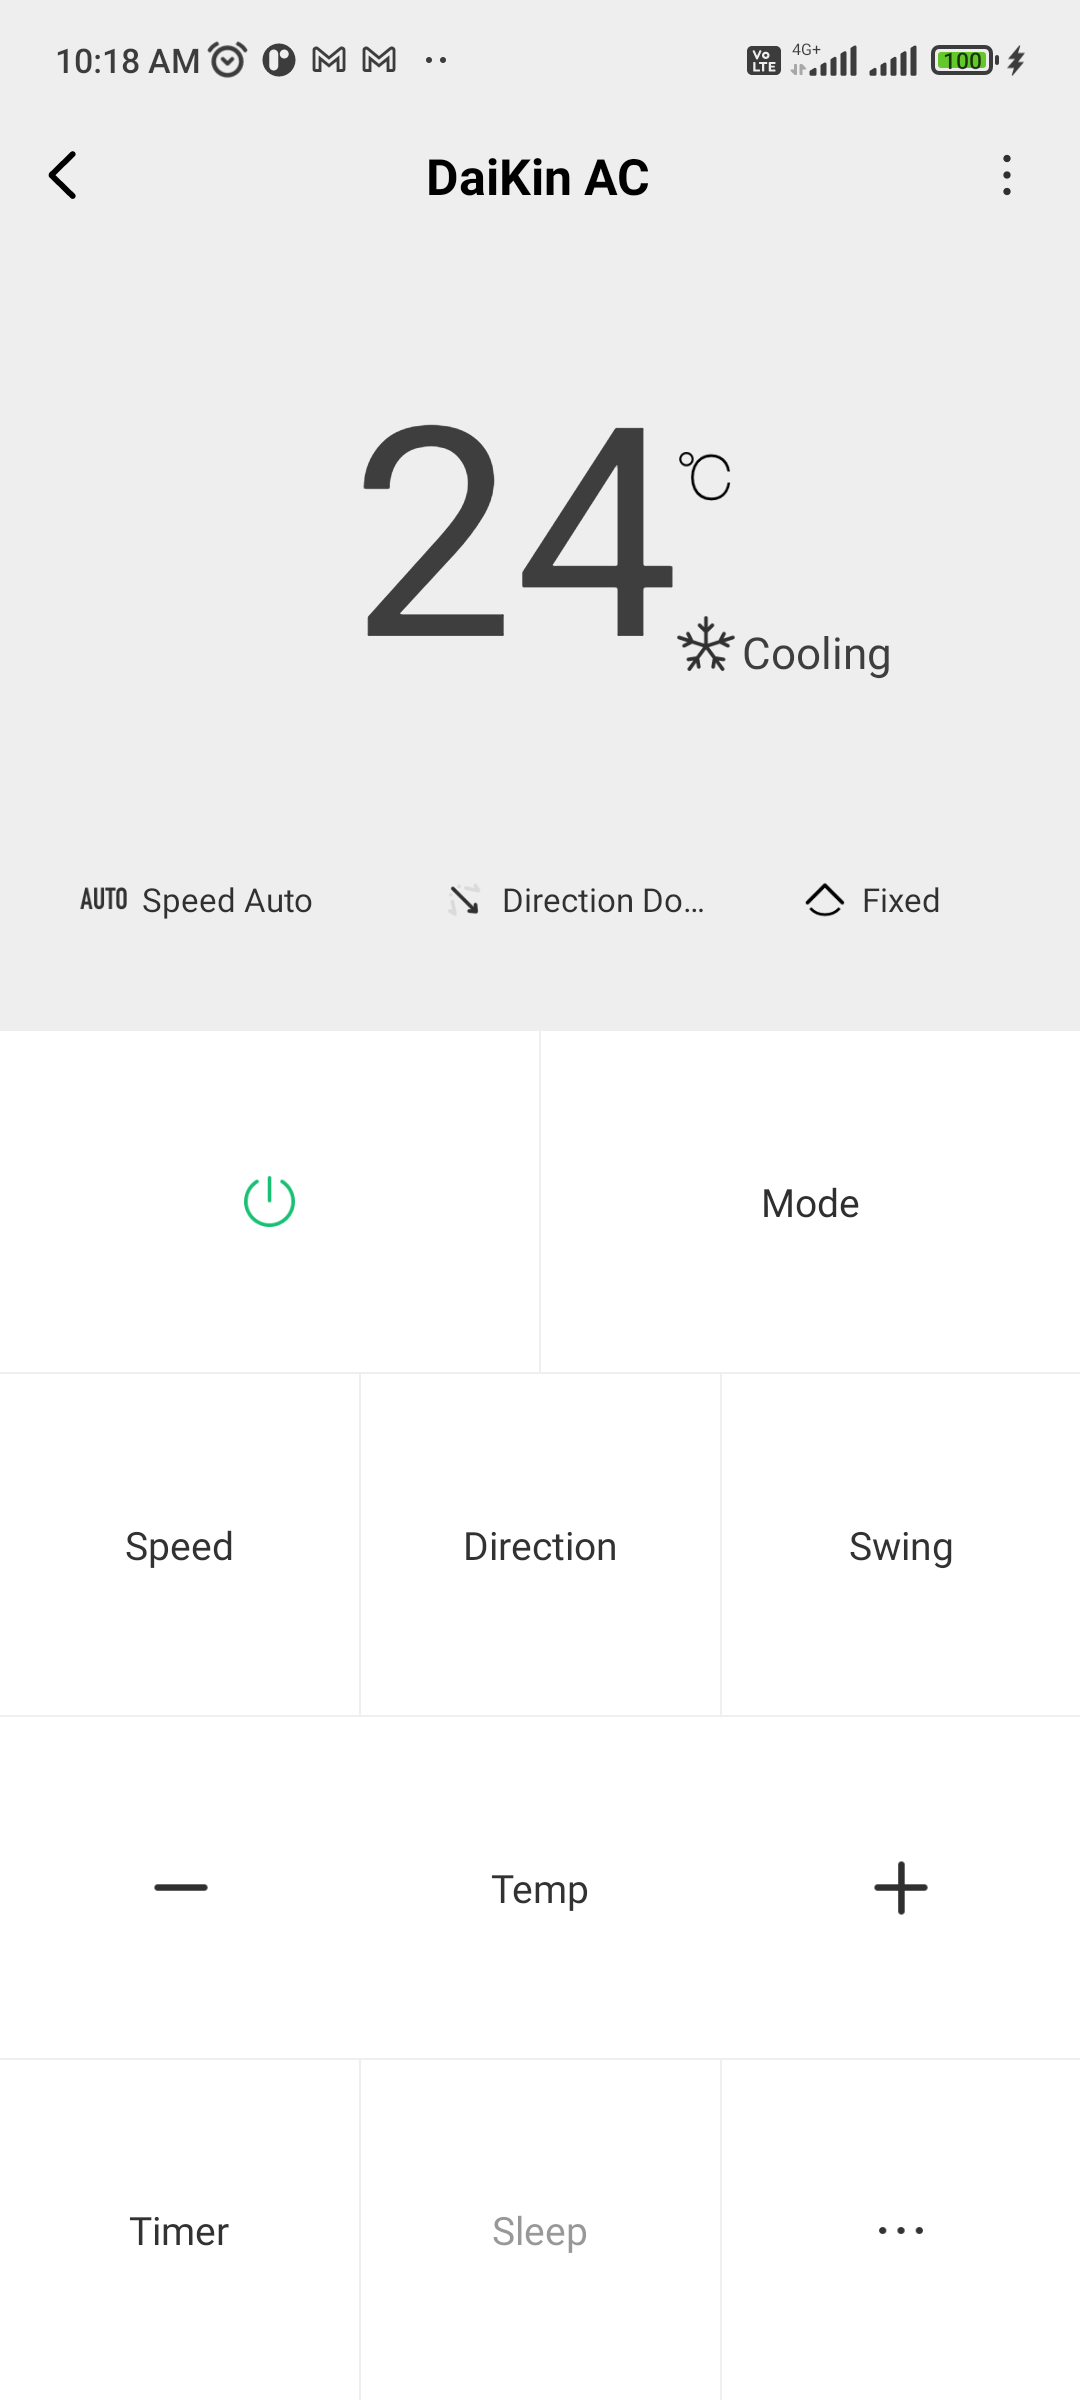 10:18 AM
Vo LTE 4G+ 100
DaiKin AC
24 °C
Cooling
AUTO Speed Auto Direction Do... Fixed
Mode
Speed Direction Swing
Temp
Timer Sleep